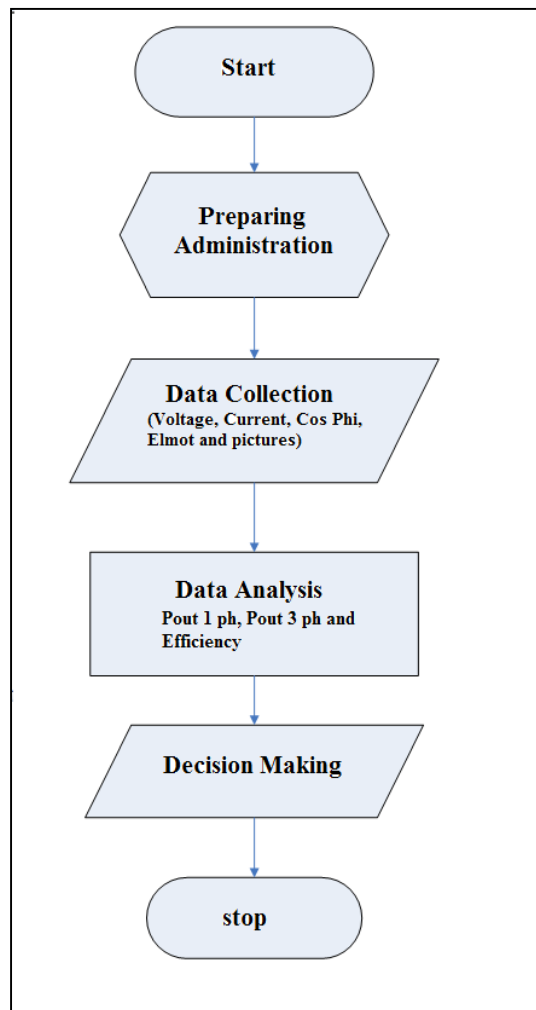 Start
Preparing
Administration
Data Collection
(Voltage, Current, Cos Phi,
Elmot and pictures)
Data Analysis
Pout 1 ph, Pout 3 ph and
Efficiency
Decision Making
stop